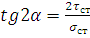 tg2α = 2τ_ст / σ_ст